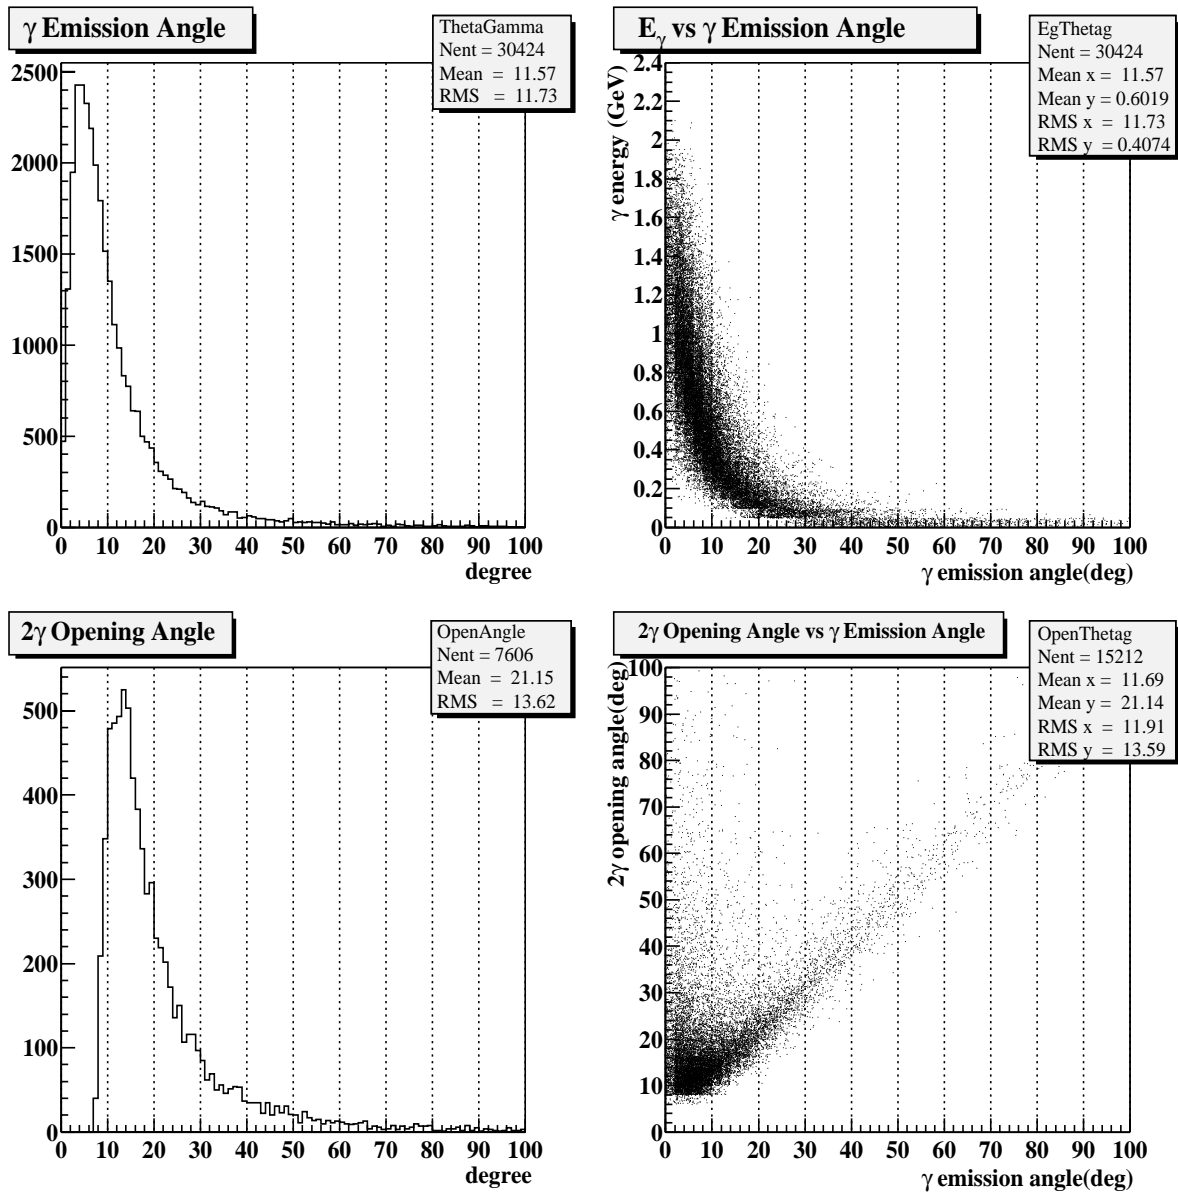 γ Emission Angle
ThetaGamma
Nent = 30424
Mean = 11.57
RMS = 11.73
2500
2000
1500
1000
500
0
0 10 20 30 40 50 60 70 80 90 100
degree
Eγ vs γ Emission Angle
EgThetag
Nent = 30424
Mean x = 11.57
Mean y = 0.6019
RMS x = 11.73
RMS y = 0.4074
γ energy (GeV)
2.4
2.2
2
1.8
1.6
1.4
1.2
1
0.8
0.6
0.4
0.2
0
0 10 20 30 40 50 60 70 80 90 100
γ emission angle(deg)
2γ Opening Angle
OpenAngle
Nent = 7606
Mean = 21.15
RMS = 13.62
500
400
300
200
100
0
0 10 20 30 40 50 60 70 80 90 100
degree
2γ Opening Angle vs γ Emission Angle
OpenThetag
Nent = 15212
Mean x = 11.69
Mean y = 21.14
RMS x = 11.91
RMS y = 13.59
2γ opening angle(deg)
100
90
80
70
60
50
40
30
20
10
0
0 10 20 30 40 50 60 70 80 90 100
γ emission angle(deg)